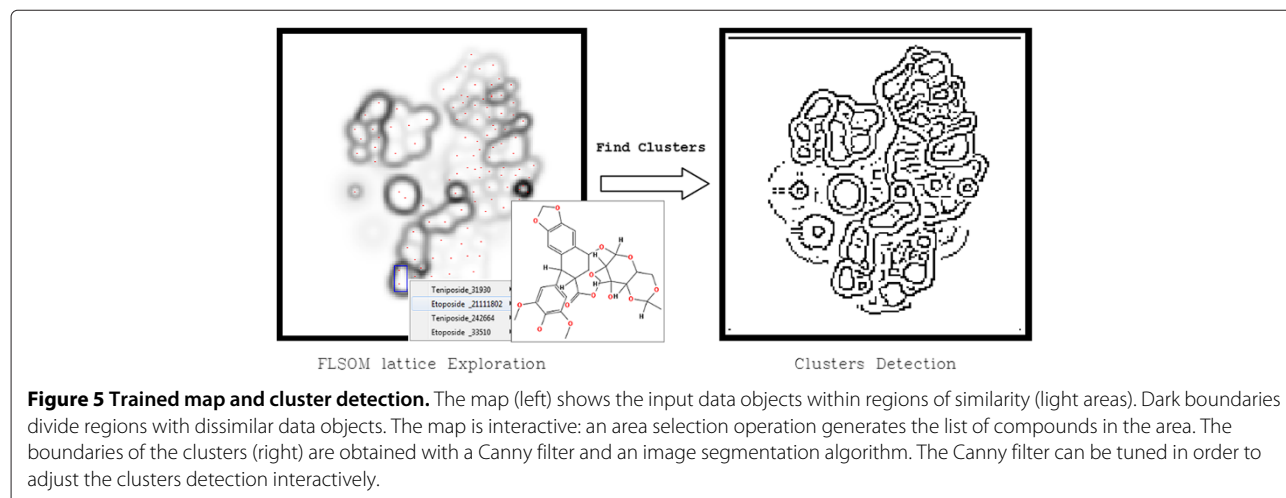 Find Clusters
Teniposide_31930
Etoposide _21111802
Teniposide_242664
Etoposide _33510
FLSOM lattice Exploration
Clusters Detection
Figure 5 Trained map and cluster detection. The map (left) shows the input data objects within regions of similarity (light areas). Dark boundaries
divide regions with dissimilar data objects. The map is interactive: an area selection operation generates the list of compounds in the area. The
boundaries of the clusters (right) are obtained with a Canny filter and an image segmentation algorithm. The Canny filter can be tuned in order to
adjust the clusters detection interactively.